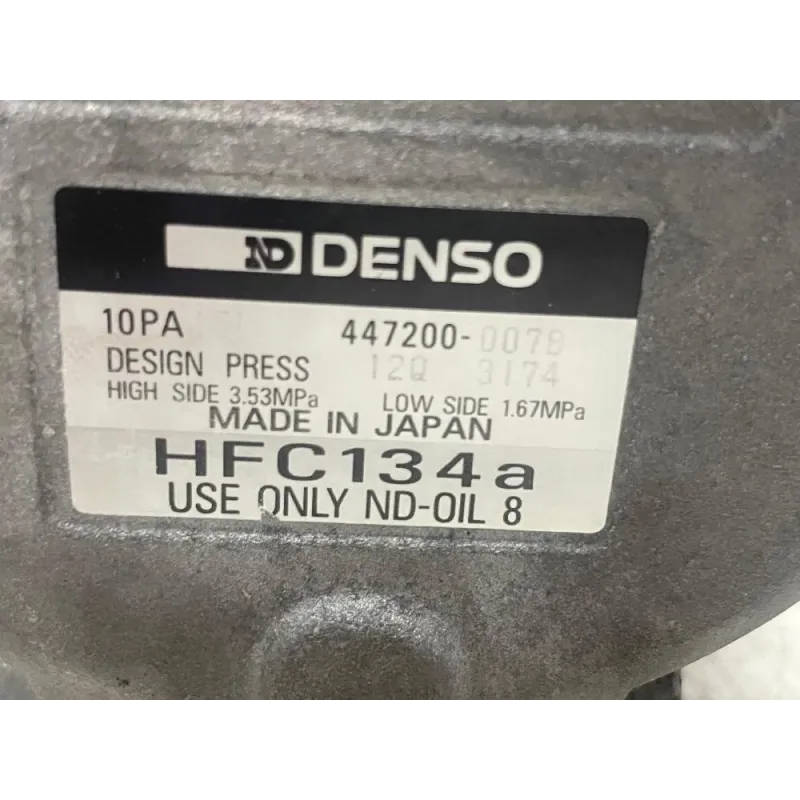 ND DENSO
10PA 447200-0078
DESIGN PRESS 12Q 3174
HIGH SIDE 3.53MPa LOW SIDE 1.67MPa
MADE IN JAPAN
HFC134a
USE ONLY ND-OIL 8